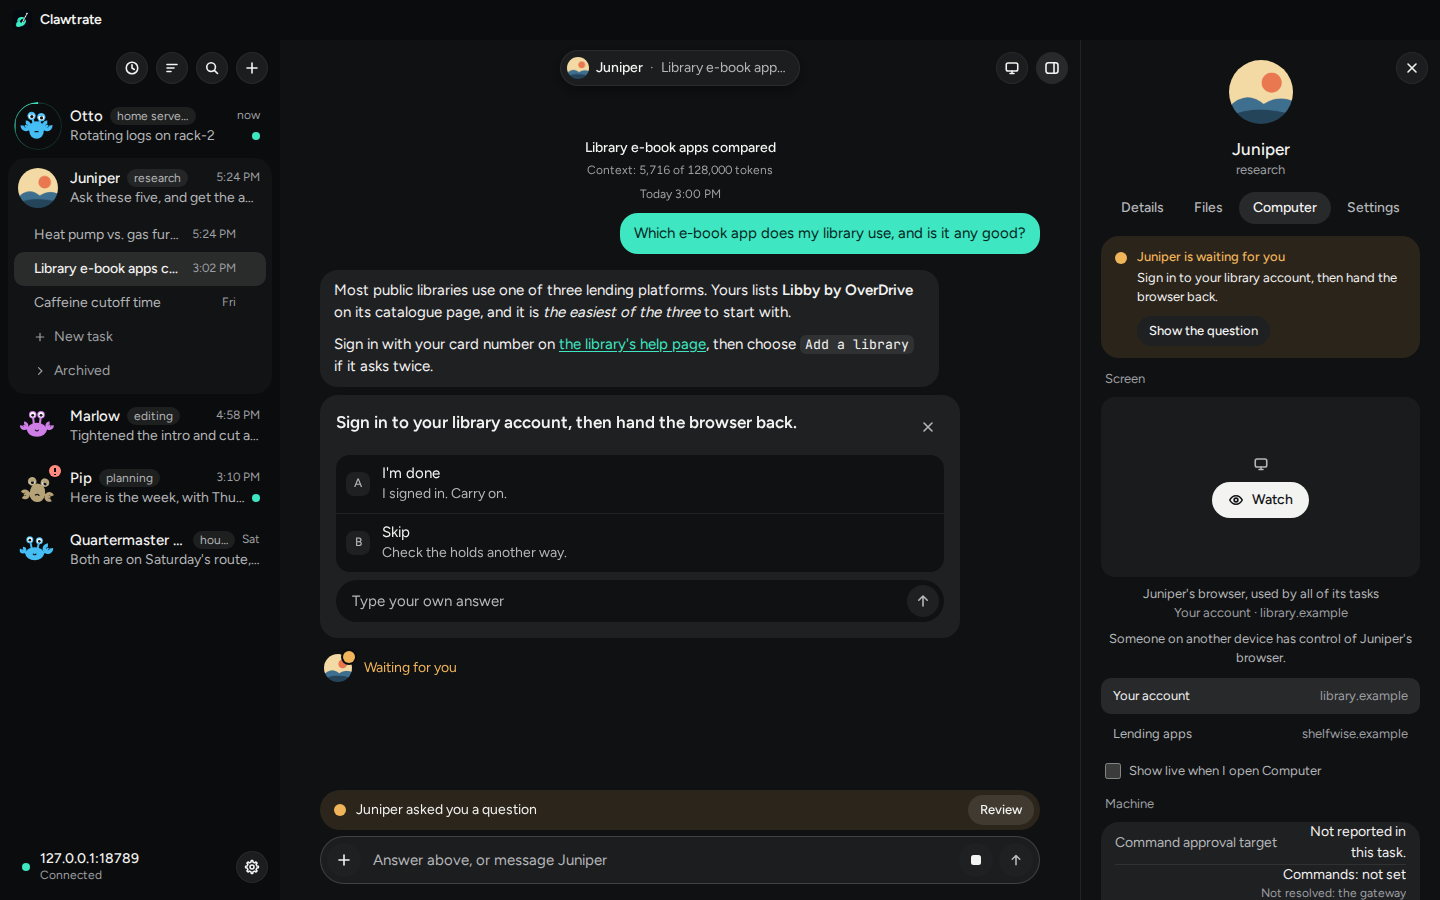 Clawtrate
Otto home serve... now
Rotating logs on rack-2
Juniper research 5:24 PM
Ask these five, and get the a...
Heat pump vs. gas fur... 5:24 PM
Library e-book apps c... 3:02 PM
Caffeine cutoff time Fri
New task
Archived
Marlow editing 4:58 PM
Tightened the intro and cut a...
Pip planning 3:10 PM
Here is the week, with Thu...
Quartermaster ... hou... Sat
Both are on Saturday's route,...
127.0.0.1:18789
Connected
Juniper · Library e-book app...
Library e-book apps compared
Context: 5,716 of 128,000 tokens
Today 3:00 PM
Which e-book app does my library use, and is it any good?
Most public libraries use one of three lending platforms. Yours lists Libby by OverDrive
on its catalogue page, and it is the easiest of the three to start with.
Sign in with your card number on the library's help page, then choose Add a library
if it asks twice.
Sign in to your library account, then hand the browser back.
A I'm done
I signed in. Carry on.
B Skip
Check the holds another way.
Type your own answer
Waiting for you
Juniper asked you a question Review
Answer above, or message Juniper
Juniper
research
Details Files Computer Settings
Juniper is waiting for you
Sign in to your library account, then hand the
browser back.
Show the question
Screen
Watch
Juniper's browser, used by all of its tasks
Your account · library.example
Someone on another device has control of Juniper's
browser.
Your account library.example
Lending apps shelfwise.example
Show live when I open Computer
Machine
Command approval target Not reported in
this task.
Commands: not set
Not resolved: the gateway